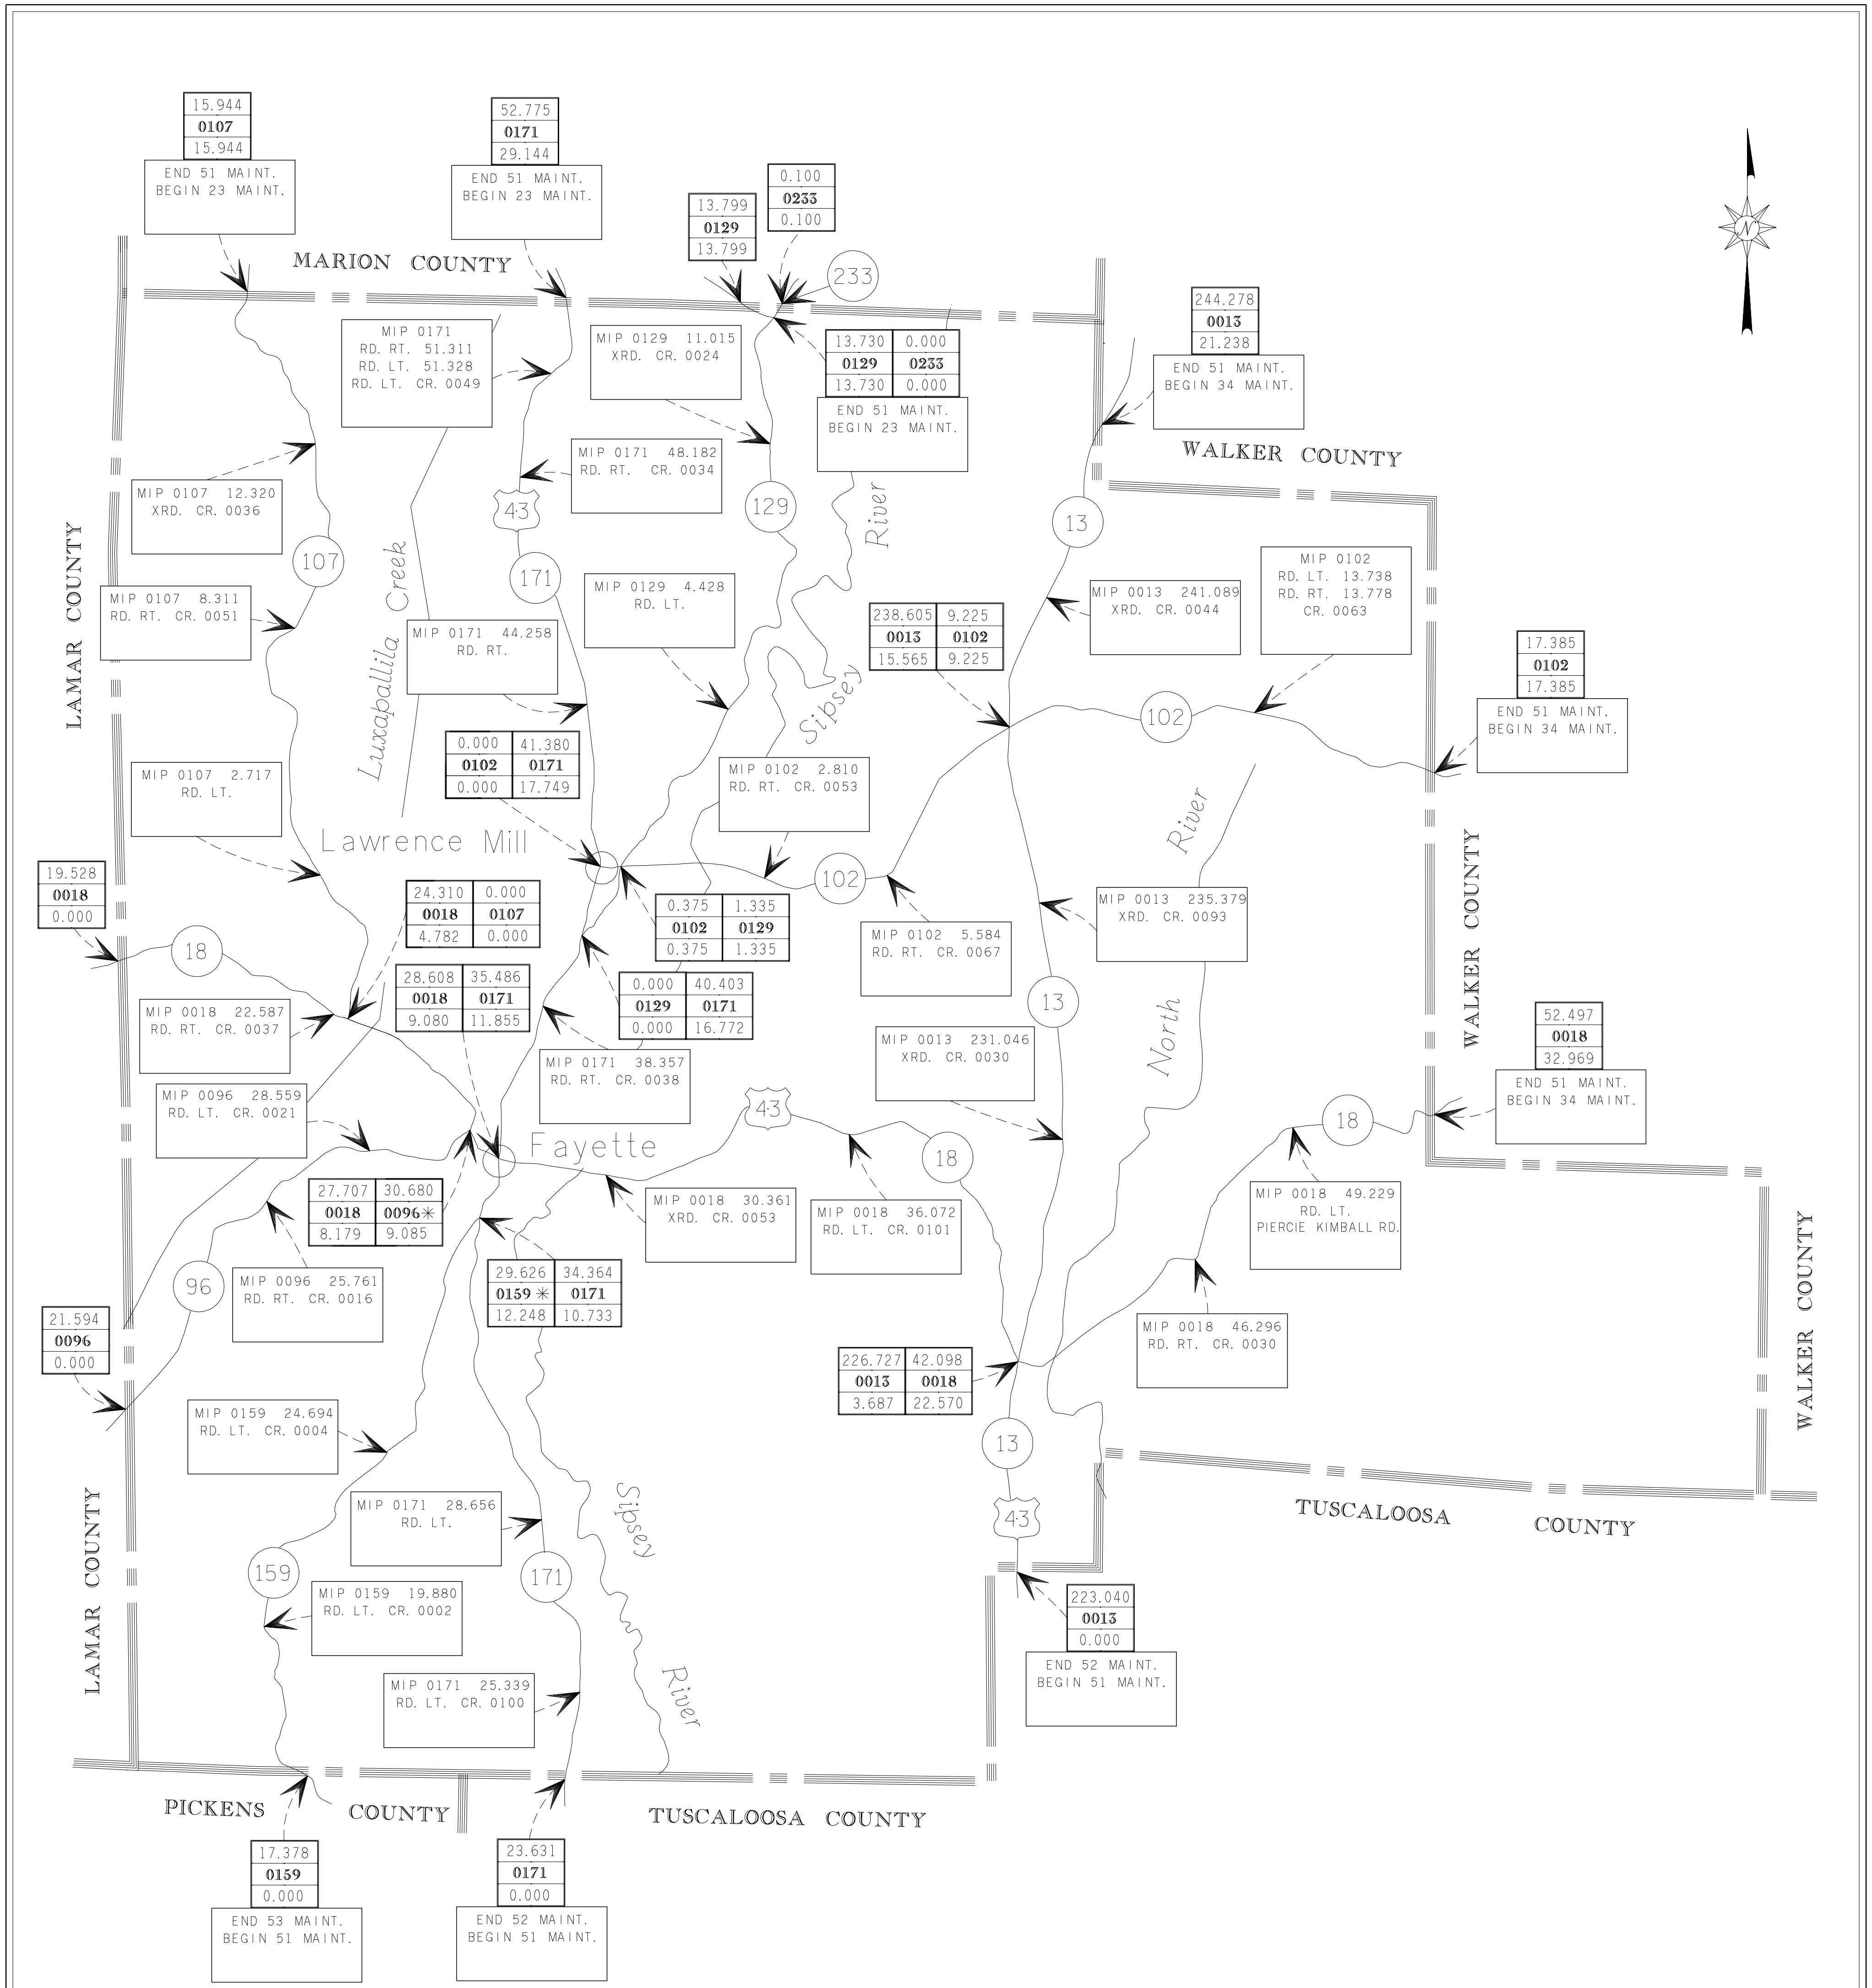 15.944
0107
15.944
END 51 MAINT.
BEGIN 23 MAINT.
52.775
0171
29.144
END 51 MAINT.
BEGIN 23 MAINT.
13.799
0129
13.799
0.100
0233
0.100
233
MARION COUNTY
N
244.278
0013
21.238
END 51 MAINT.
BEGIN 34 MAINT.
WALKER COUNTY
MIP 0171
RD. RT. 51.311
RD. LT. 51.328
RD. LT. CR. 0049
MIP 0129 11.015
XRD. CR. 0024
13.730 0.000
0129 0233
13.730 0.000
END 51 MAINT.
BEGIN 23 MAINT.
MIP 0171 48.182
RD. RT. CR. 0034
MIP 0107 12.320
XRD. CR. 0036
43
129
River
13
LAMAR COUNTY
107
Luxapallila Creek
171
MIP 0107 8.311
RD. RT. CR. 0051
MIP 0129 4.428
RD. LT.
MIP 0013 241.089
XRD. CR. 0044
MIP 0102
RD. LT. 13.738
RD. RT. 13.778
CR. 0063
MIP 0171 44.258
RD. RT.
238.605 9.225
0013 0102
15.565 9.225
17.385
0102
17.385
END 51 MAINT.
BEGIN 34 MAINT.
Sipsey
102
0.000 41.380
0102 0171
0.000 17.749
MIP 0107 2.717
RD. LT.
MIP 0102 2.810
RD. RT. CR. 0053
Lawrence Mill
River
WALKER COUNTY
19.528
0018
0.000
102
24.310 0.000
0018 0107
4.782 0.000
0.375 1.335
0102 0129
0.375 1.335
MIP 0013 235.379
XRD. CR. 0093
MIP 0102 5.584
RD. RT. CR. 0067
18
28.608 35.486
0018 0171
9.080 11.855
0.000 40.403
0129 0171
0.000 16.772
MIP 0018 22.587
RD. RT. CR. 0037
13
North
MIP 0013 231.046
XRD. CR. 0030
52.497
0018
32.969
END 51 MAINT.
BEGIN 34 MAINT.
MIP 0171 38.357
RD. RT. CR. 0038
MIP 0096 28.559
RD. LT. CR. 0021
43
18
Fayette
18
27.707 30.680
0018 0096*
8.179 9.085
MIP 0018 30.361
XRD. CR. 0053
MIP 0018 36.072
RD. LT. CR. 0101
MIP 0018 49.229
RD. LT.
PIERCIE KIMBALL RD.
WALKER COUNTY
96
MIP 0096 25.761
RD. RT. CR. 0016
29.626 34.364
0159 * 0171
12.248 10.733
21.594
0096
0.000
MIP 0018 46.296
RD. RT. CR. 0030
226.727 42.098
0013 0018
3.687 22.570
MIP 0159 24.694
RD. LT. CR. 0004
13
LAMAR COUNTY
MIP 0171 28.656
RD. LT.
Sipsey
43
TUSCALOOSA COUNTY
159
171
MIP 0159 19.880
RD. LT. CR. 0002
223.040
0013
0.000
END 52 MAINT.
BEGIN 51 MAINT.
MIP 0171 25.339
RD. LT. CR. 0100
River
PICKENS COUNTY
TUSCALOOSA COUNTY
17.378
0159
0.000
END 53 MAINT.
BEGIN 51 MAINT.
23.631
0171
0.000
END 52 MAINT.
BEGIN 51 MAINT.